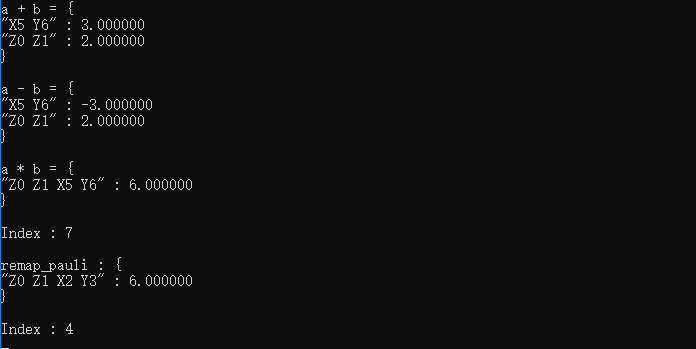 a + b = {
"X5 Y6" : 3.000000
"Z0 Z1" : 2.000000
}
a - b = {
"X5 Y6" : -3.000000
"Z0 Z1" : 2.000000
}
a * b = {
"Z0 Z1 X5 Y6" : 6.000000
}
Index : 7
remap_pauli : {
"Z0 Z1 X2 Y3" : 6.000000
}
Index : 4